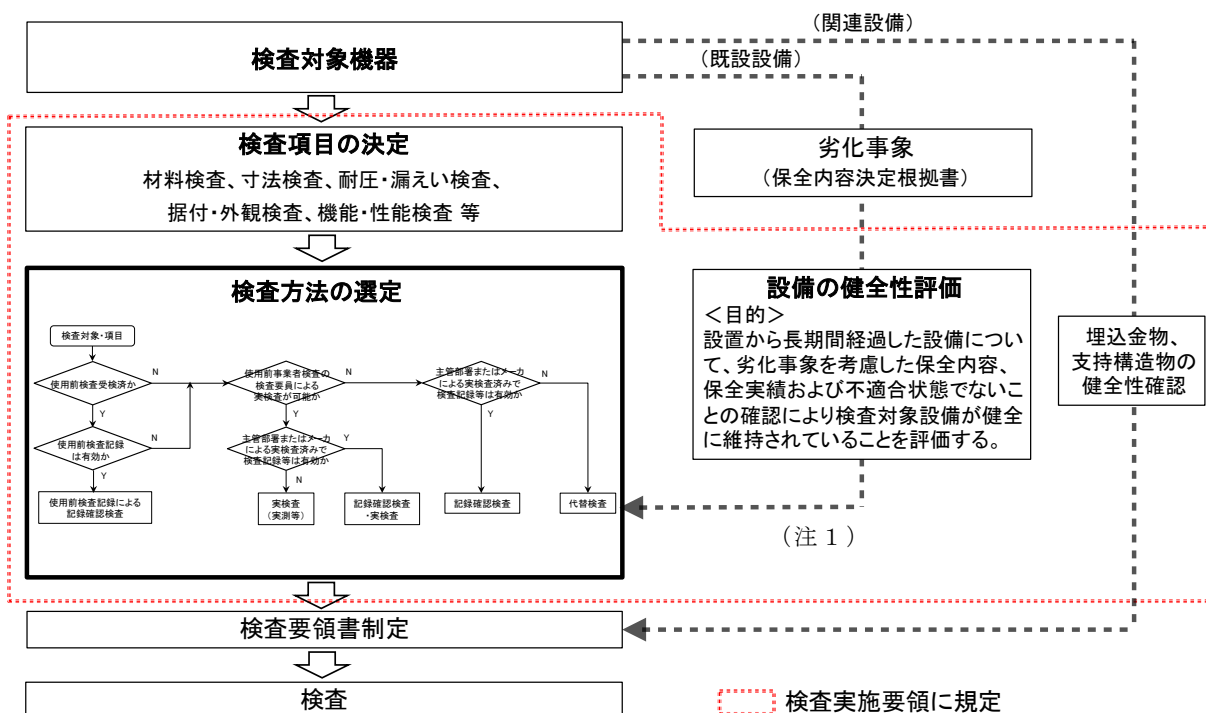 検査対象機器
（関連設備）
（既設設備）
検査項目の決定
材料検査、寸法検査、耐圧・漏えい検査、
据付・外観検査、機能・性能検査 等
劣化事象
（保全内容決定根拠書）
検査方法の選定
検査対象・項目
使用前検査受検済か
N
Y
使用前検査記録
は有効か
N
Y
使用前検査記録による
記録確認検査
使用前事業者検査の
検査要員による
実検査が可能か
N
Y
主管部署またはメーカ
による実検査済みで
検査記録等は有効か
Y
N
実検査
（実測等）
記録確認検査
・実検査
主管部署またはメーカ
による実検査済みで
検査記録等は有効か
N
Y
記録確認検査
代替検査
設備の健全性評価
＜目的＞
設置から長期間経過した設備につい
て、劣化事象を考慮した保全内容、
保全実績および不適合状態でないこ
との確認により検査対象設備が健全
に維持されていることを評価する。
（注１）
埋込金物、
支持構造物の
健全性確認
検査要領書制定
検査
検査実施要領に規定